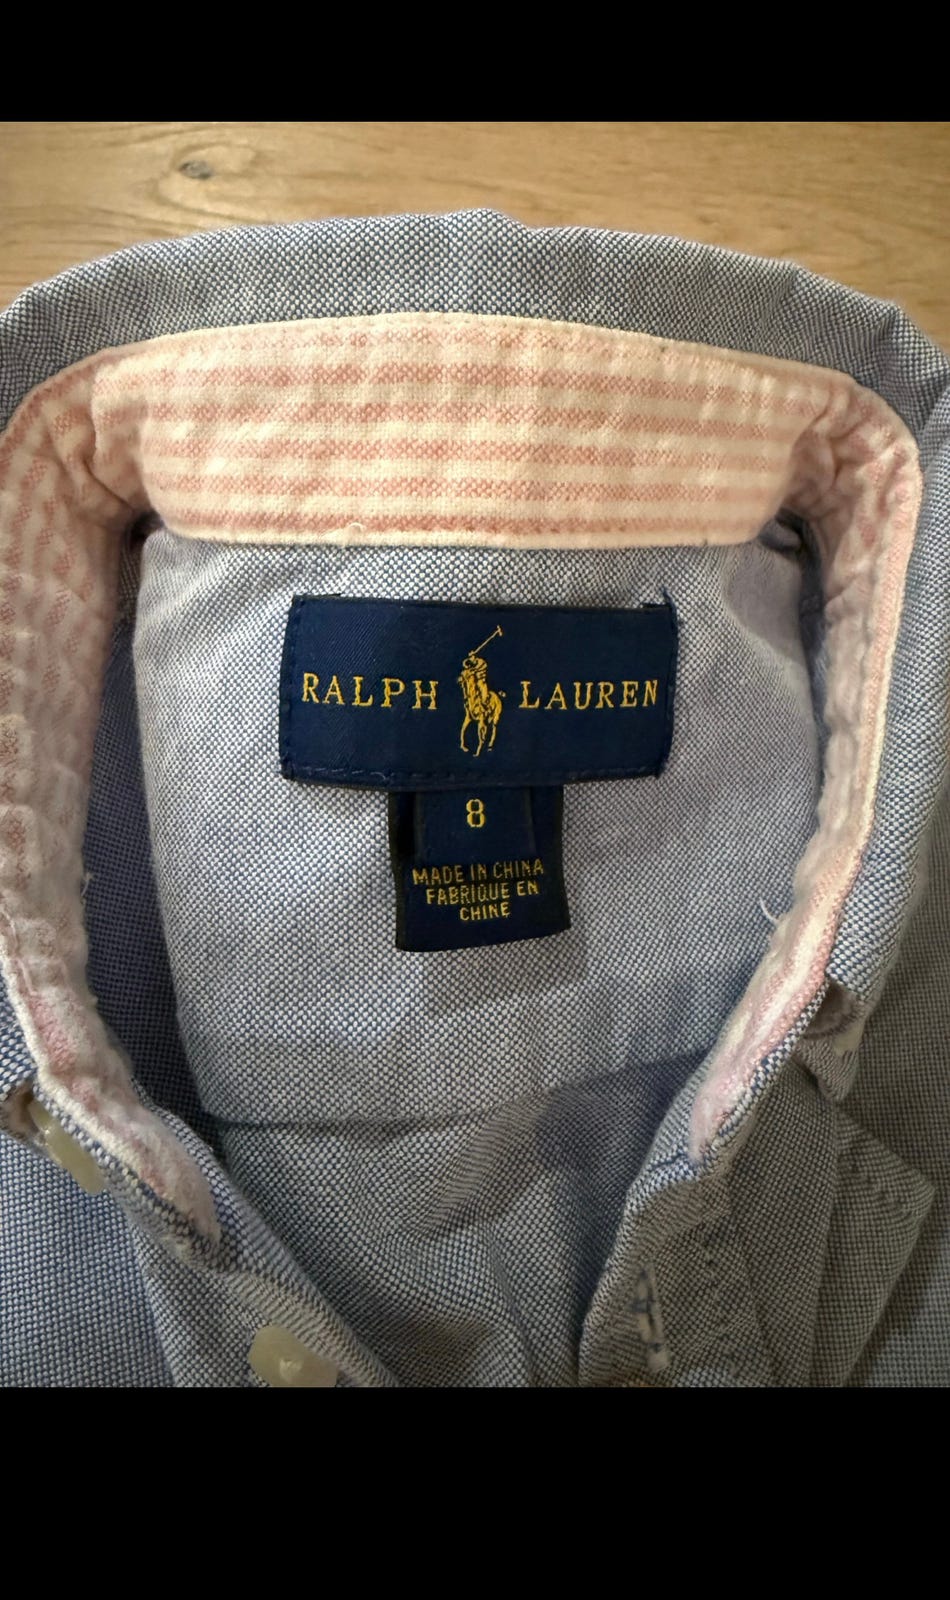 RALPH LAUREN
8
MADE IN CHINA
FABRIQUE EN
CHINE